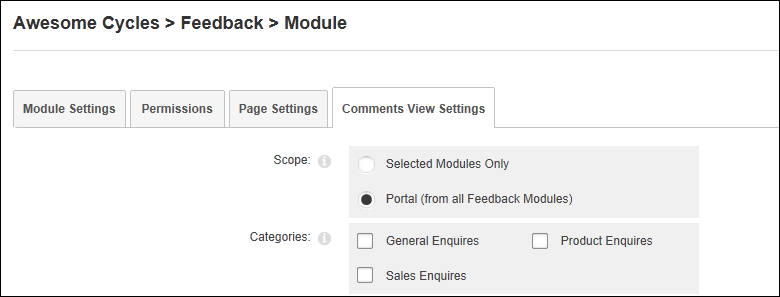 Awesome Cycles > Feedback > Module
Module Settings Permissions Page Settings Comments View Settings
Scope: Selected Modules Only
Portal (from all Feedback Modules)
Categories: General Enquires Product Enquires
Sales Enquires